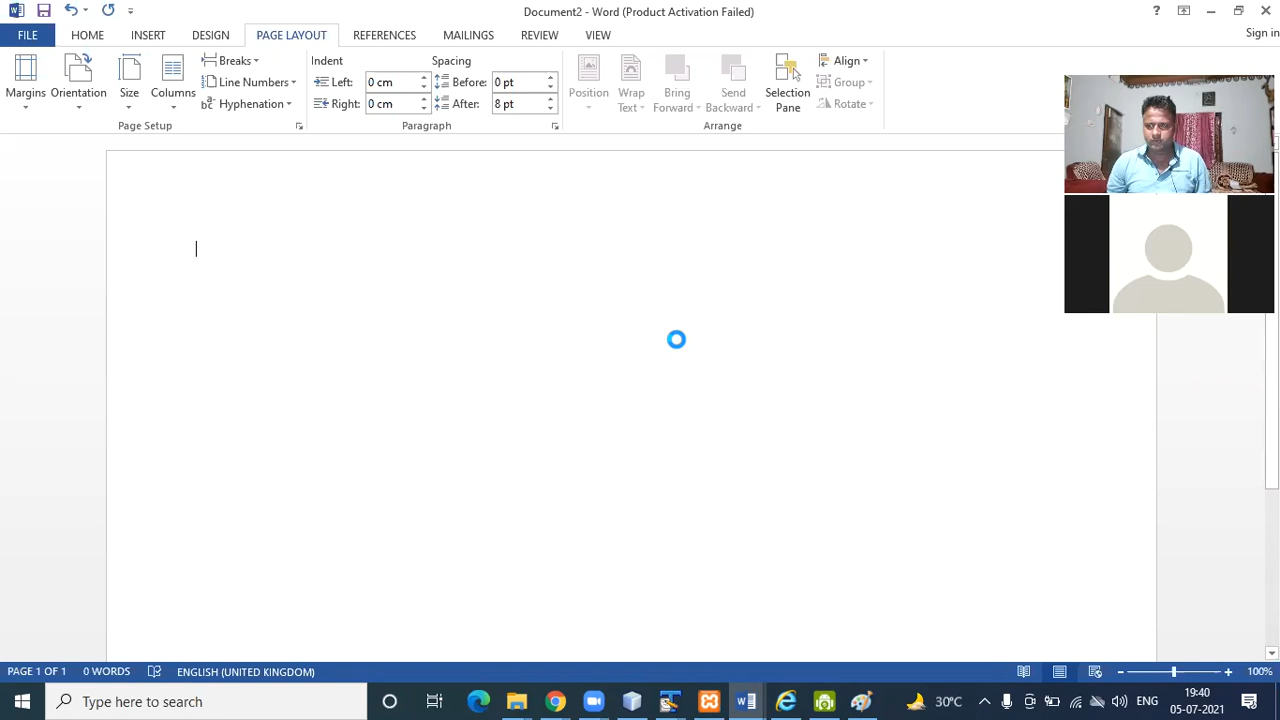 Document2 - Word (Product Activation Failed)
?
FILE HOME INSERT DESIGN PAGE LAYOUT REFERENCES MAILINGS REVIEW VIEW Sign in
Margins Orientation Size Columns
Breaks
Line Numbers
Hyphenation
Page Setup
Indent Spacing
Left: 0 cm Before: 0 pt
Right: 0 cm After: 8 pt
Paragraph
Position Wrap Text Bring Forward Send Backward Selection Pane
Align
Group
Rotate
Arrange
PAGE 1 OF 1 0 WORDS ENGLISH (UNITED KINGDOM) 100%
Type here to search 30°C ENG 19:40
05-07-2021